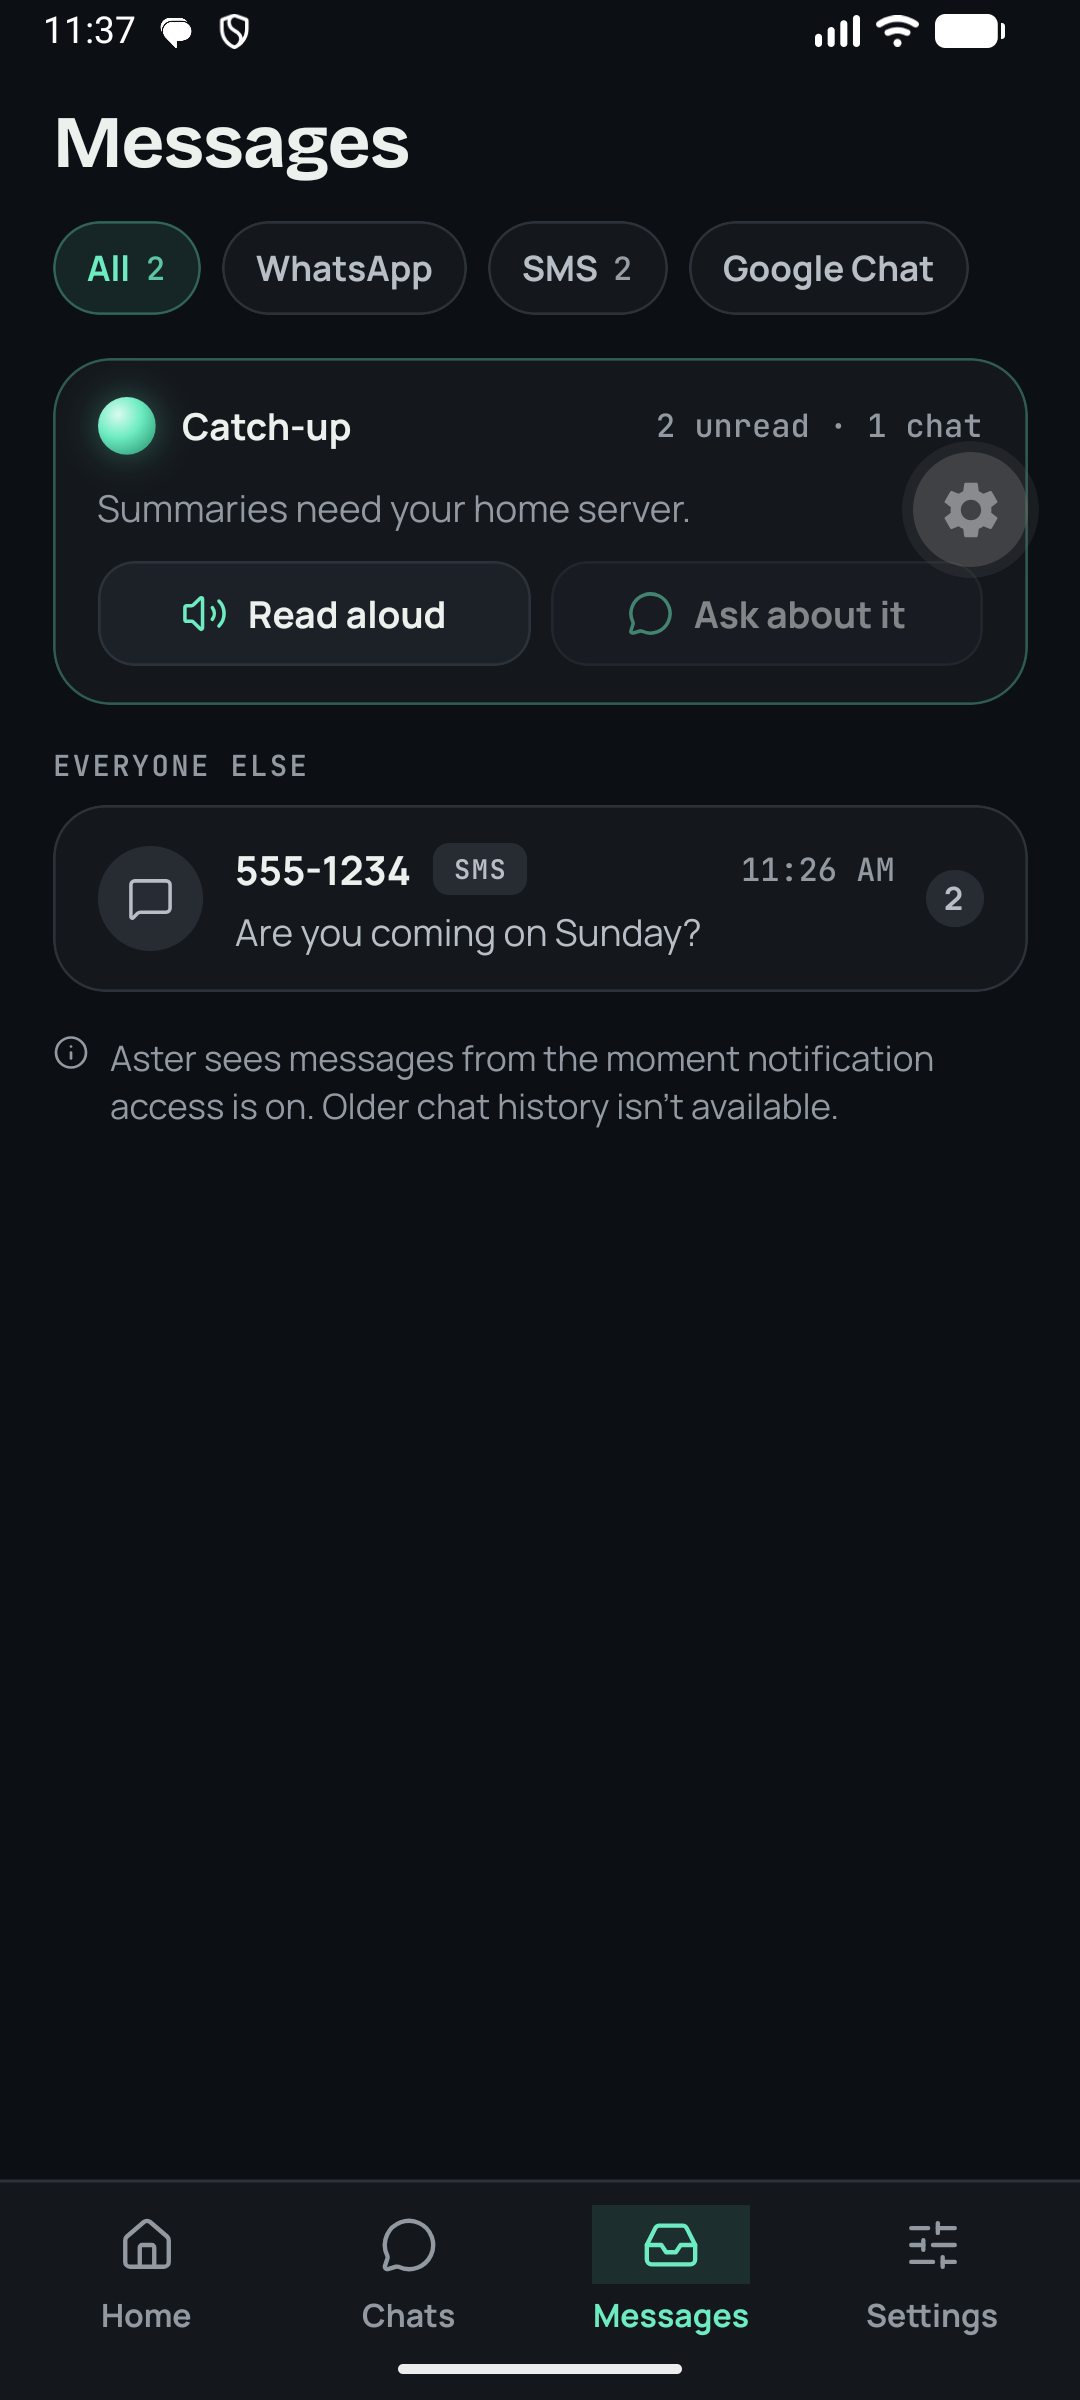 11:37
Messages
All 2
WhatsApp
SMS 2
Google Chat
Catch-up
2 unread · 1 chat
Summaries need your home server.
Read aloud
Ask about it
EVERYONE ELSE
555-1234 SMS 11:26 AM
Are you coming on Sunday?
2
Aster sees messages from the moment notification
access is on. Older chat history isn’t available.
Home
Chats
Messages
Settings